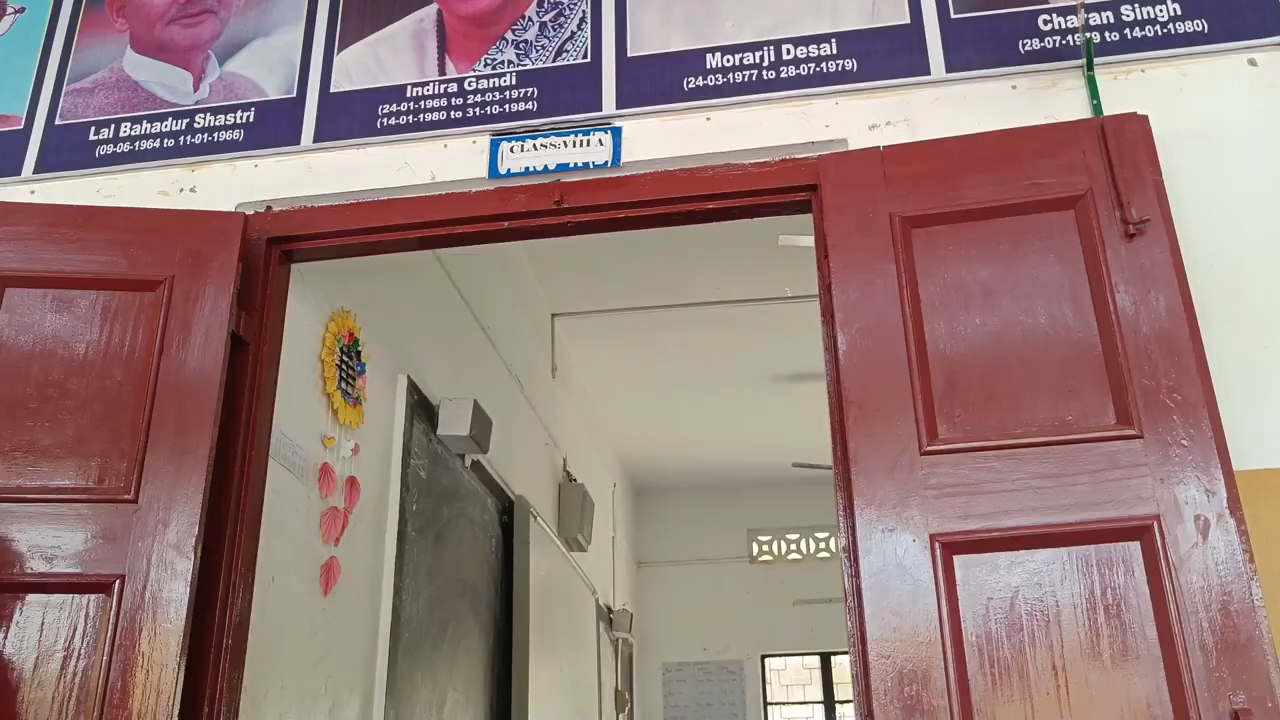 Lal Bahadur Shastri
(09-06-1964 to 11-01-1966)
Indira Gandi
(24-01-1966 to 24-03-1977)
(14-01-1980 to 31-10-1984)
Morarji Desai
(24-03-1977 to 28-07-1979)
Charan Singh
(28-07-1979 to 14-01-1980)
CLASS:VIII A